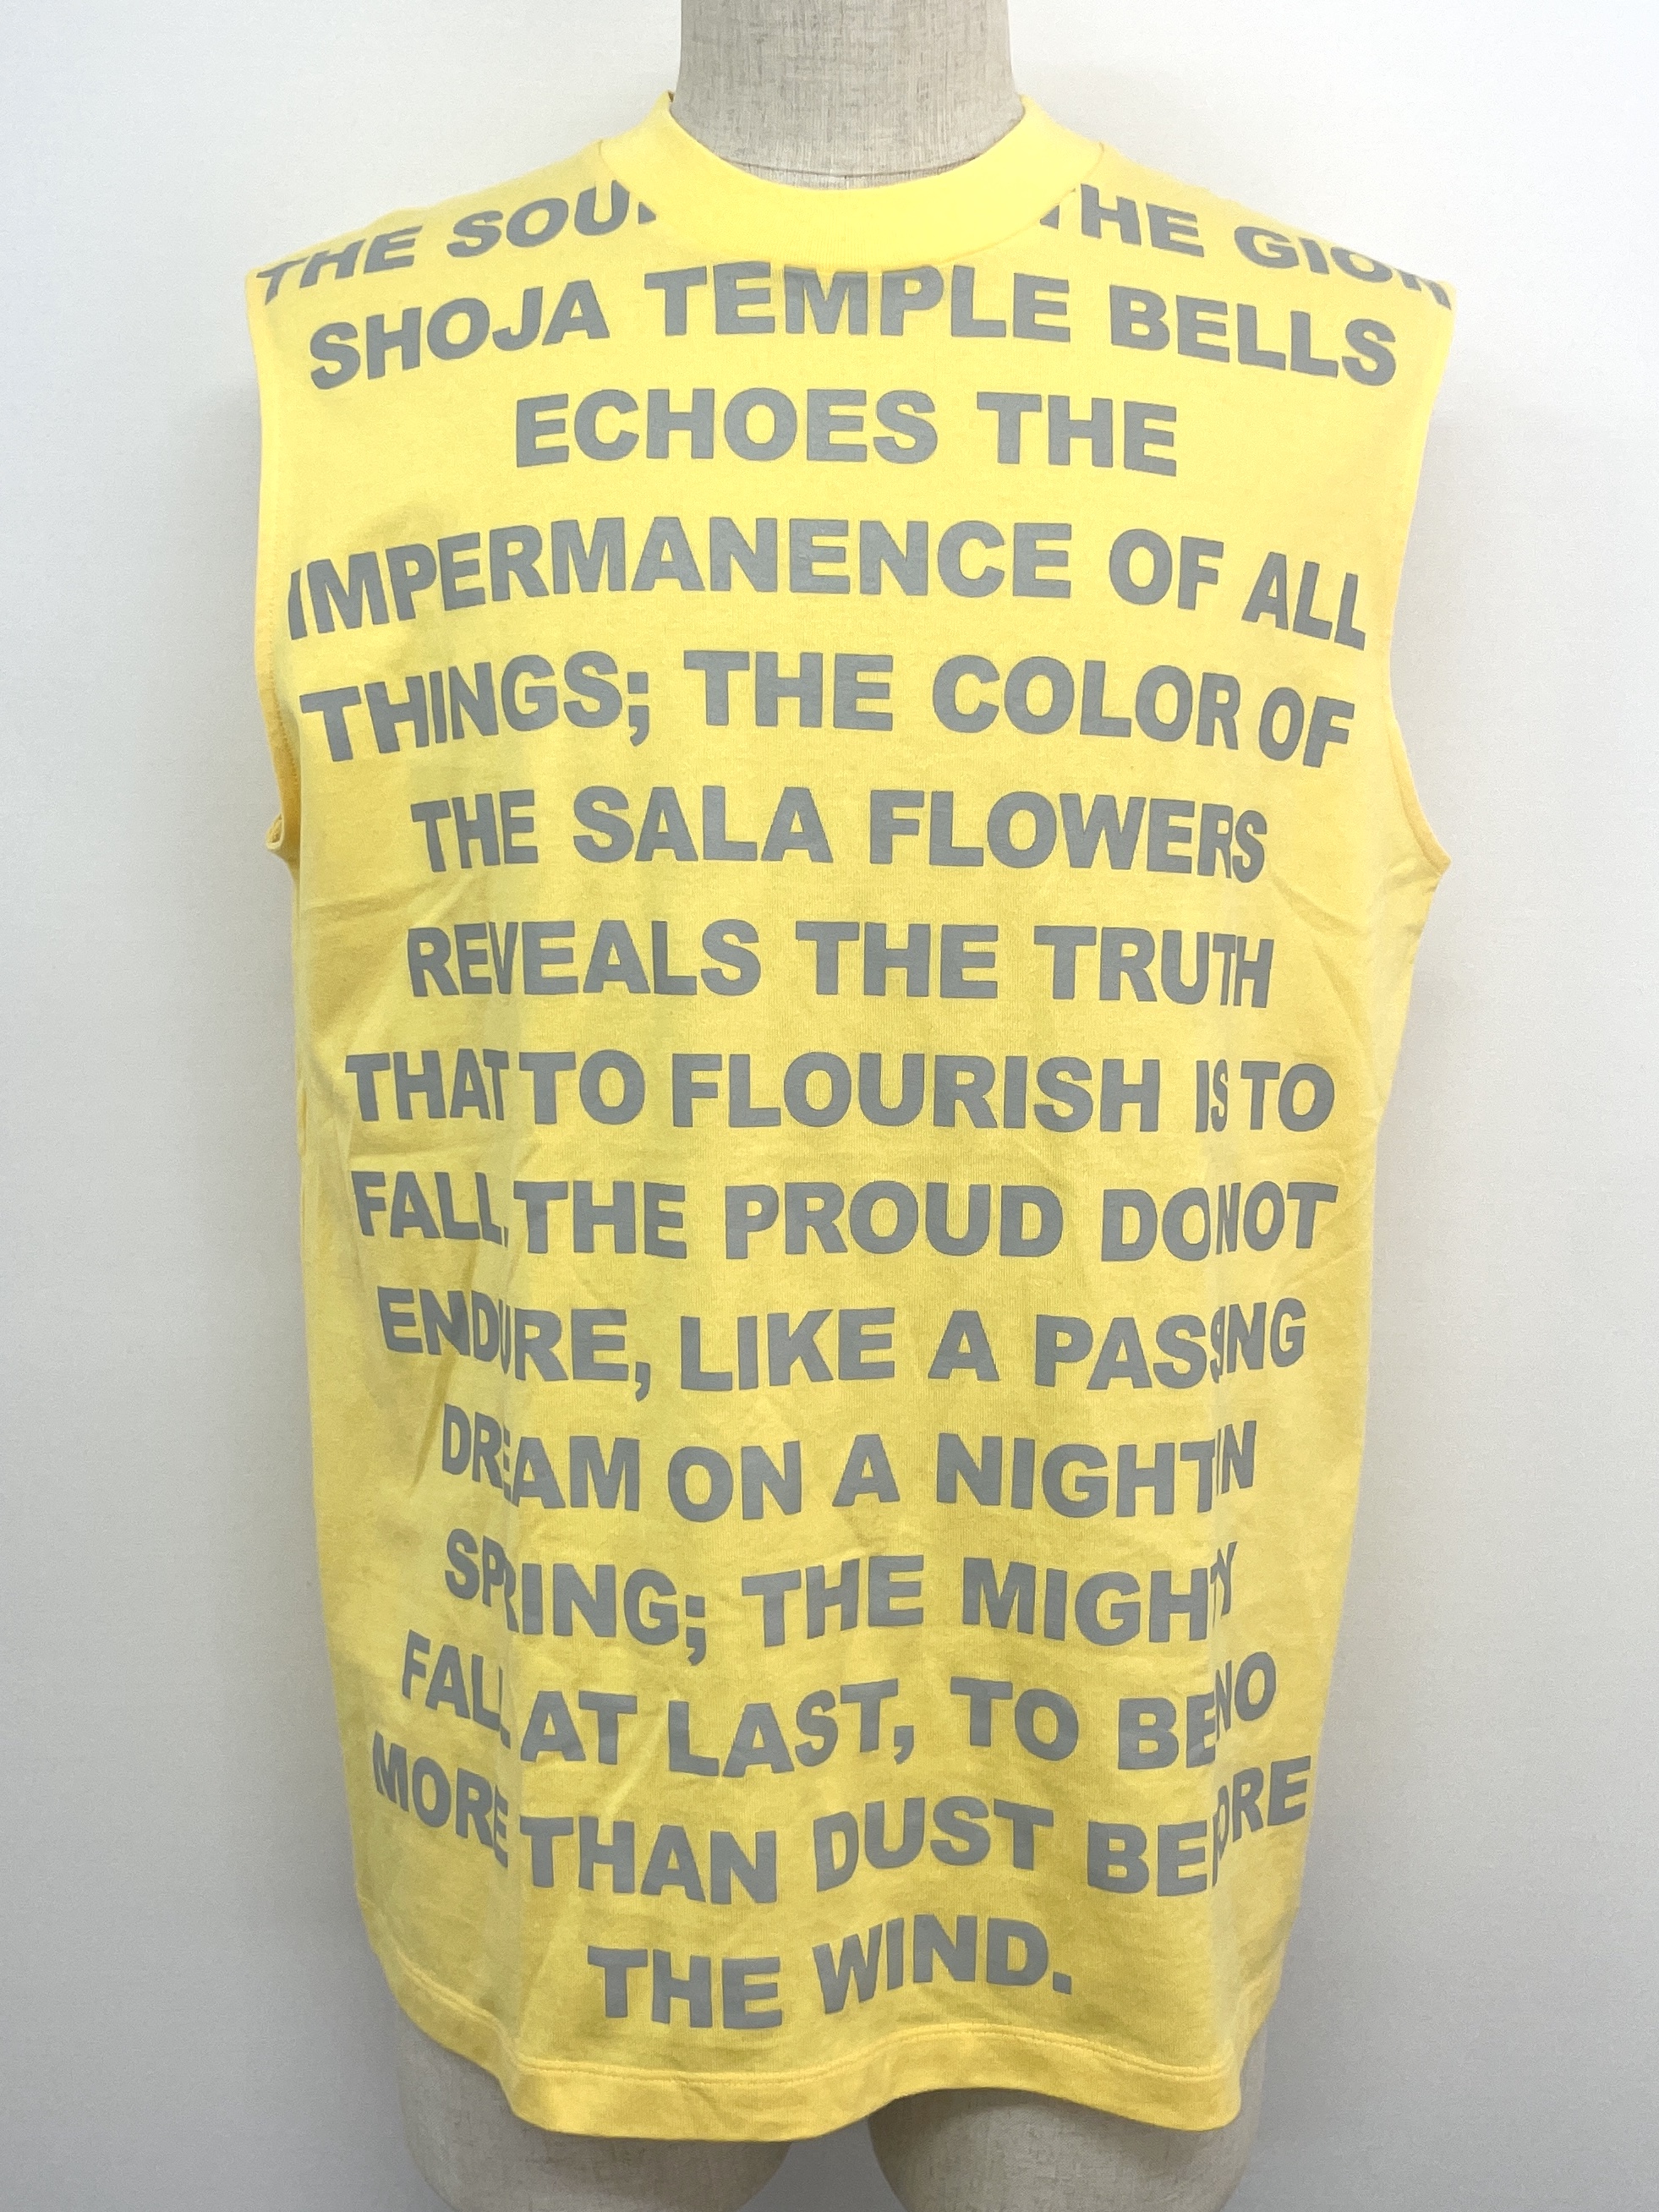 THE SOU THE GION
SHOJA TEMPLE BELLS
ECHOES THE
IMPERMANENCE OF ALL
THINGS; THE COLOR OF
THE SALA FLOWERS
REVEALS THE TRUTH
THAT TO FLOURISH IS TO
FALL. THE PROUD DO NOT
ENDURE, LIKE A PASSING
DREAM ON A NIGHT IN
SPRING; THE MIGHTY
FALL AT LAST, TO BE NO
MORE THAN DUST BEFORE
THE WIND.